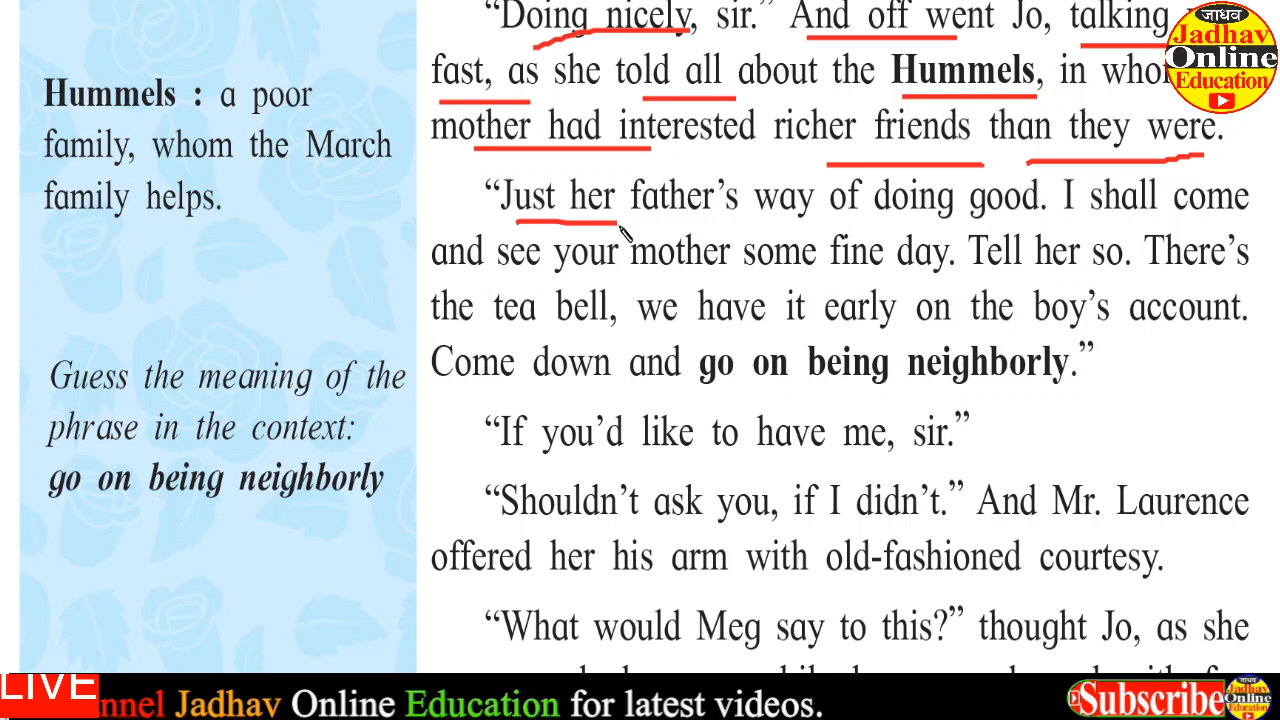 Hummels : a poor
family, whom the March
family helps.
Guess the meaning of the
phrase in the context:
go on being neighborly
“Doing nicely, sir.” And off went Jo, talking
fast, as she told all about the Hummels, in
mother had interested richer friends than they were.
“Just her father’s way of doing good. I shall come
and see your mother some fine day. Tell her so. There’s
the tea bell, we have it early on the boy’s account.
Come down and go on being neighborly.”
“If you’d like to have me, sir.”
“Shouldn’t ask you, if I didn’t.” And Mr. Laurence
offered her his arm with old-fashioned courtesy.
“What would Meg say to this?” thought Jo, as she
जाधव
Jadhav
Online
Education
LIVE
Jadhav Online Education for latest videos.
Subscribe
जाधव
Jadhav
Online
Education